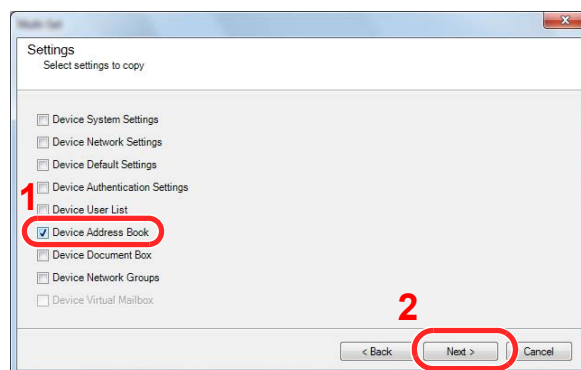 Settings
Select settings to copy
Device System Settings
Device Network Settings
Device Default Settings
Device Authentication Settings
1
Device User List
Device Address Book
Device Document Box
Device Network Groups
Device Virtual Mailbox
2
< Back Next > Cancel